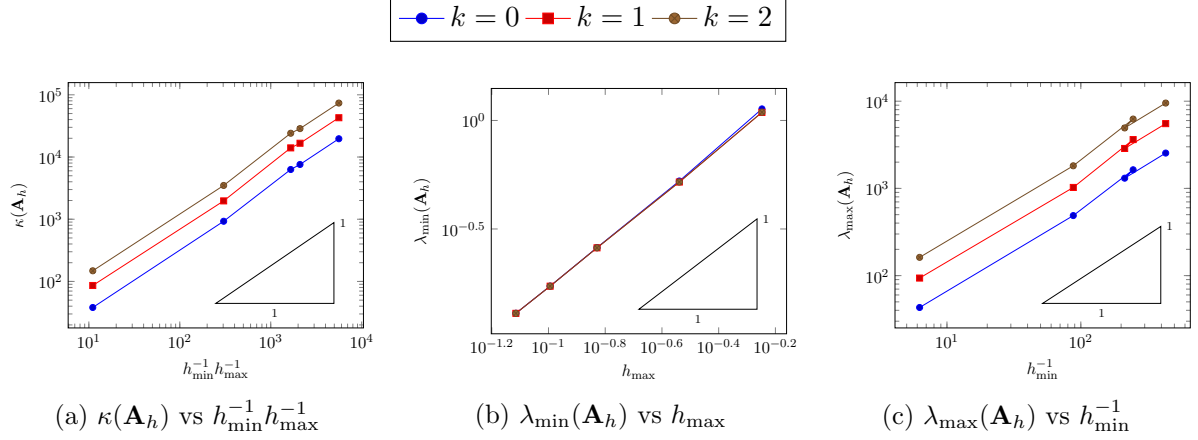 k = 0 k = 1 k = 2
10^5
10^4
10^3
10^2
κ(A_h)
1
1
10^1 10^2 10^3 10^4
h_min^{-1} h_max^{-1}
(a) κ(A_h) vs h_min^{-1} h_max^{-1}
10^0
10^{-0.5}
λ_min(A_h)
1
1
10^{-1.2} 10^{-1} 10^{-0.8} 10^{-0.6} 10^{-0.4} 10^{-0.2}
h_max
(b) λ_min(A_h) vs h_max
10^4
10^3
10^2
λ_max(A_h)
1
1
10^1 10^2
h_min^{-1}
(c) λ_max(A_h) vs h_min^{-1}